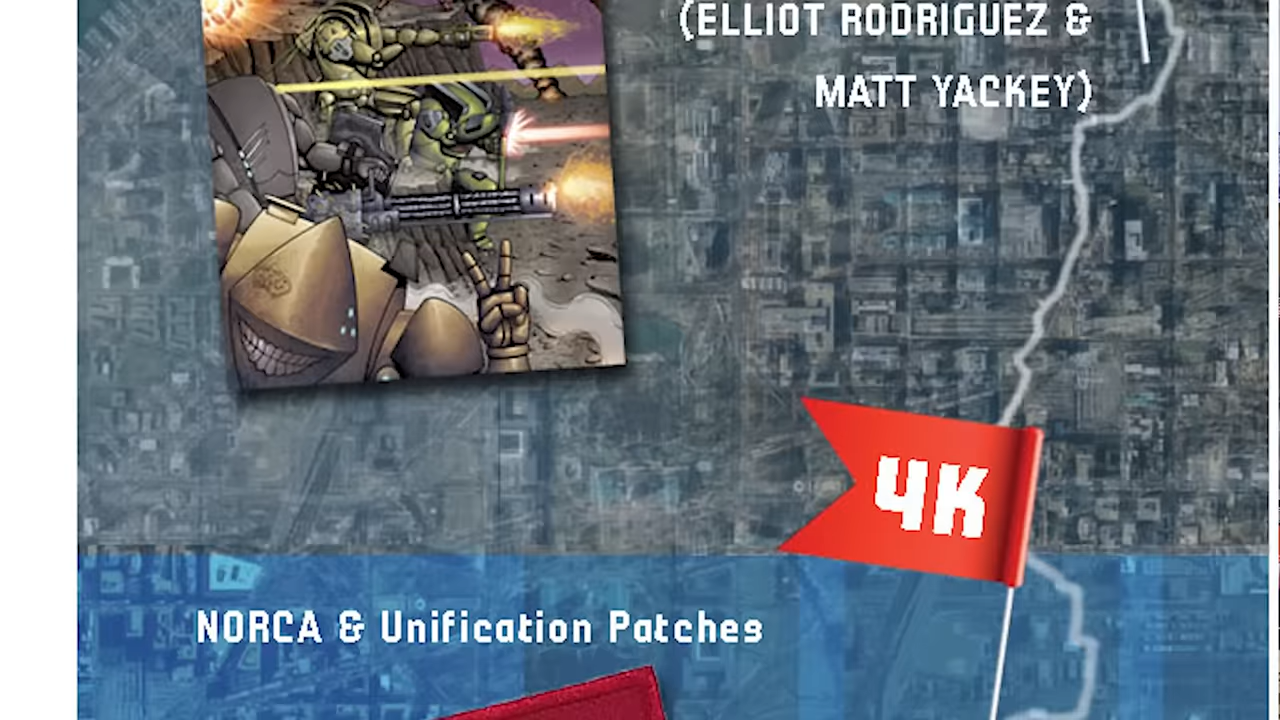 (ELLIOT RODRIGUEZ &
MATT YACKEY)
4K
NORCA & Unification Patches